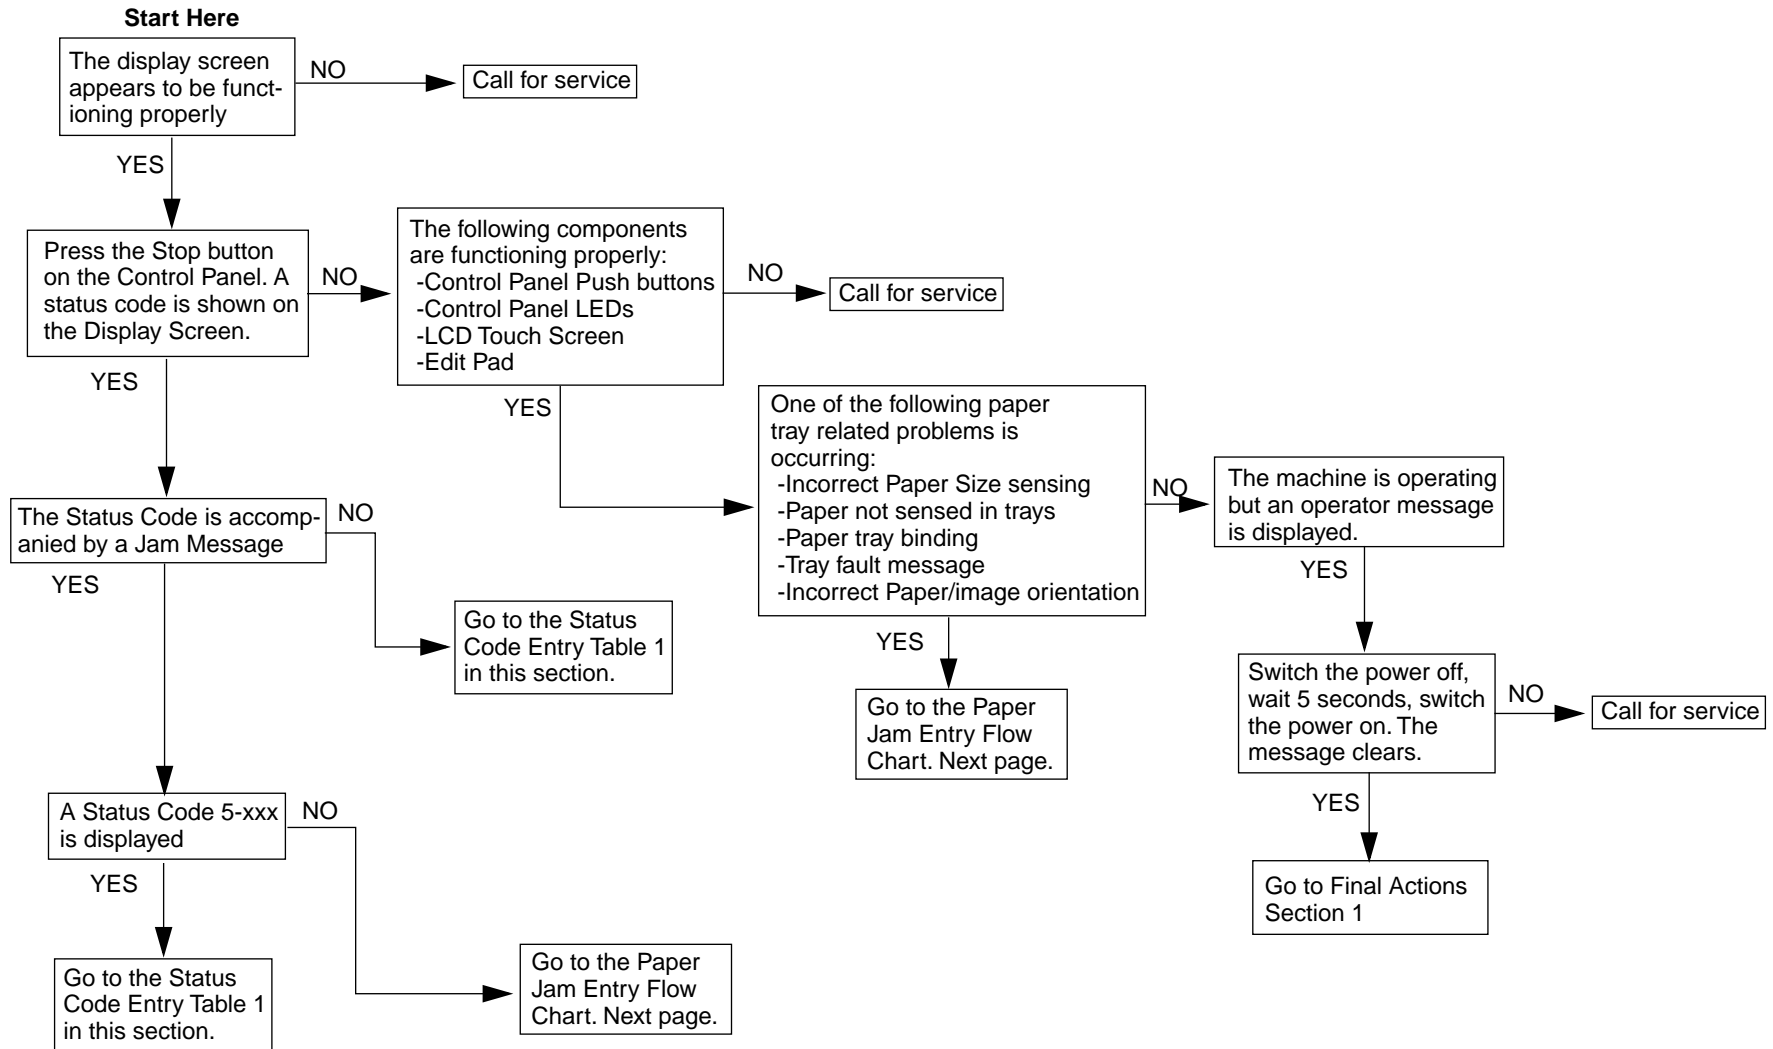 Start Here
The display screen
appears to be funct-
ioning properly
NO
Call for service
YES
Press the Stop button
on the Control Panel. A
status code is shown on
the Display Screen.
NO
The following components
are functioning properly:
-Control Panel Push buttons
-Control Panel LEDs
-LCD Touch Screen
-Edit Pad
NO
Call for service
YES
YES
One of the following paper
tray related problems is
occurring:
-Incorrect Paper Size sensing
-Paper not sensed in trays
-Paper tray binding
-Tray fault message
-Incorrect Paper/image orientation
NO
The machine is operating
but an operator message
is displayed.
The Status Code is accomp-
anied by a Jam Message
NO
YES
YES
Go to the Status
Code Entry Table 1
in this section.
YES
Go to the Paper
Jam Entry Flow
Chart. Next page.
Switch the power off,
wait 5 seconds, switch
the power on. The
message clears.
NO
Call for service
A Status Code 5-xxx
is displayed
NO
YES
YES
Go to Final Actions
Section 1
Go to the Status
Code Entry Table 1
in this section.
Go to the Paper
Jam Entry Flow
Chart. Next page.